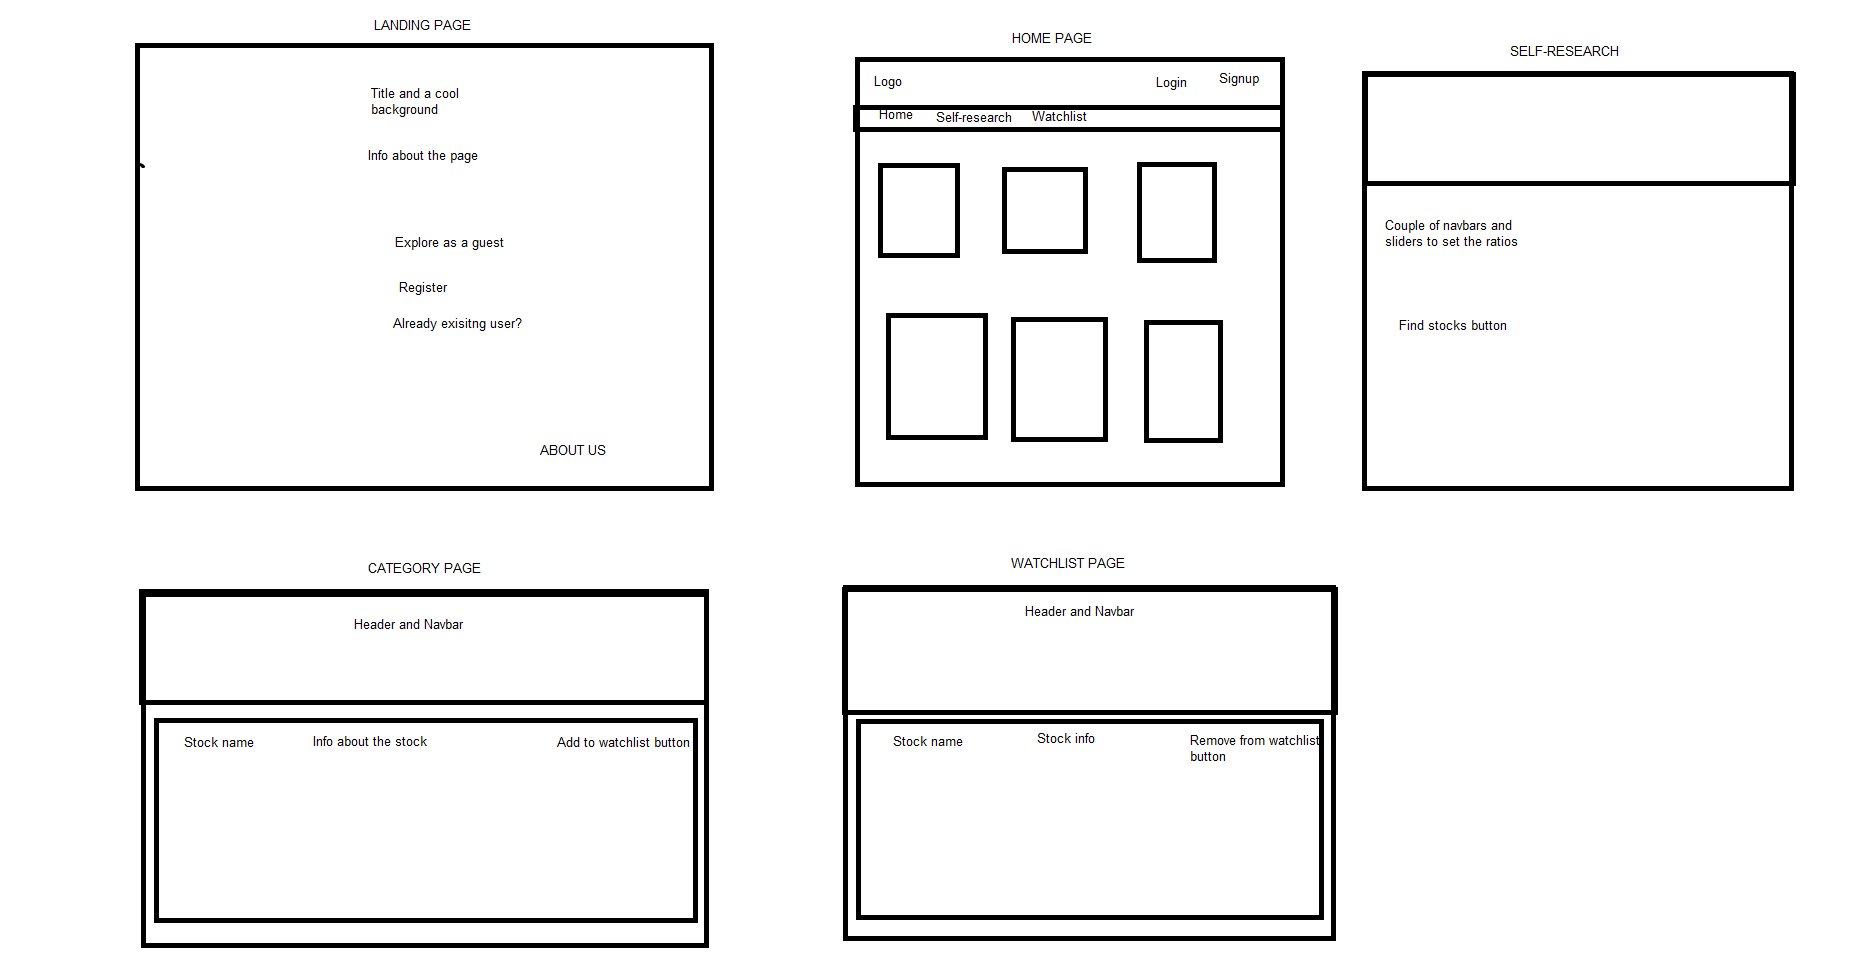 LANDING PAGE
Title and a cool
background
Info about the page
Explore as a guest
Register
Already exisitng user?
ABOUT US
HOME PAGE
Logo
Login
Signup
Home
Self-research
Watchlist
SELF-RESEARCH
Couple of navbars and
sliders to set the ratios
Find stocks button
CATEGORY PAGE
Header and Navbar
Stock name
Info about the stock
Add to watchlist button
WATCHLIST PAGE
Header and Navbar
Stock name
Stock info
Remove from watchlist
button